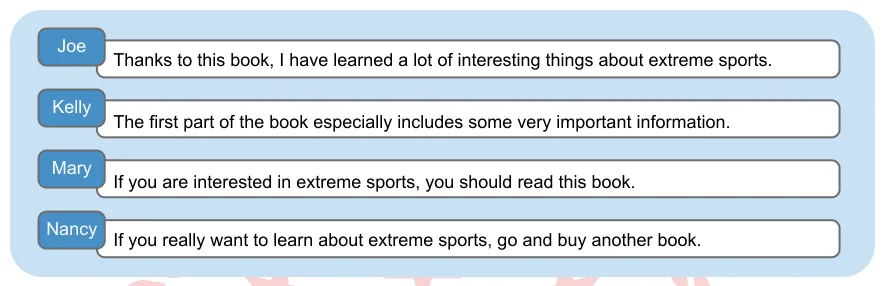 Joe
Thanks to this book, I have learned a lot of interesting things about extreme sports.
Kelly
The first part of the book especially includes some very important information.
Mary
If you are interested in extreme sports, you should read this book.
Nancy
If you really want to learn about extreme sports, go and buy another book.